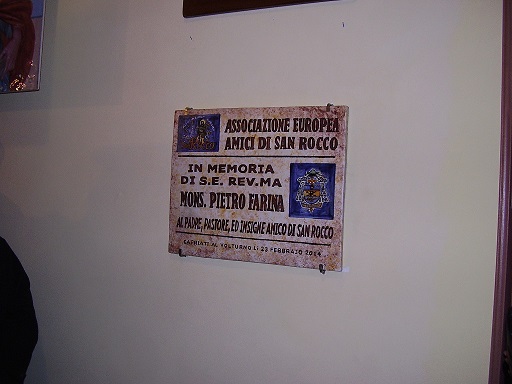 ASSOCIAZIONE EUROPEA
AMICI DI SAN ROCCO
IN MEMORIA
DI S.E. REV.MA
MONS. PIETRO FARINA
AL PADRE, PASTORE, ED INSIGNE AMICO DI SAN ROCCO
CAPRIATI AL VOLTURNO LI 23 FEBBRAIO 2014